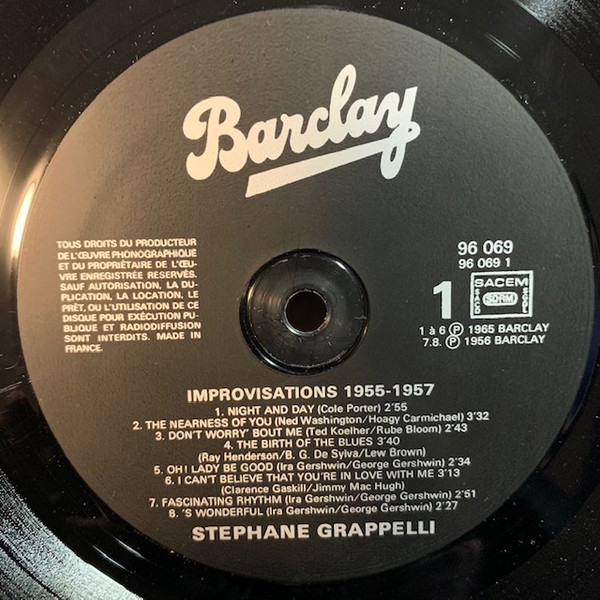 Barclay
TOUS DROITS DU PRODUCTEUR
DE L'ŒUVRE PHONOGRAPHIQUE
ET DU PROPRIÉTAIRE DE L'ŒU-
VRE ENREGISTRÉE RÉSERVÉS.
SAUF AUTORISATION, LA DU-
PLICATION, LA LOCATION, LE
PRÊT, OU L'UTILISATION DE CE
DISQUE POUR EXÉCUTION PU-
BLIQUE ET RADIODIFFUSION
SONT INTERDITS. MADE IN
FRANCE.
96 069
96 069 1
1
SACEM
SACD
SDRM
SGDL
1 à 6 Ⓟ 1965 BARCLAY
7.8. Ⓟ 1956 BARCLAY
IMPROVISATIONS 1955-1957
1. NIGHT AND DAY (Cole Porter) 2'55
2. THE NEARNESS OF YOU (Ned Washington/Hoagy Carmichael) 3'32
3. DON'T WORRY' BOUT ME (Ted Koelher/Rube Bloom) 2'43
4. THE BIRTH OF THE BLUES 3'40
(Ray Henderson/B. G. De Sylva/Lew Brown)
5. OH! LADY BE GOOD (Ira Gershwin/George Gershwin) 2'34
6. I CAN'T BELIEVE THAT YOU'RE IN LOVE WITH ME 3'13
(Clarence Gaskill/Jimmy Mac Hugh)
7. FASCINATING RHYTHM (Ira Gershwin/George Gershwin) 2'51
8. 'S WONDERFUL (Ira Gershwin/George Gershwin) 2'27
STEPHANE GRAPPELLI